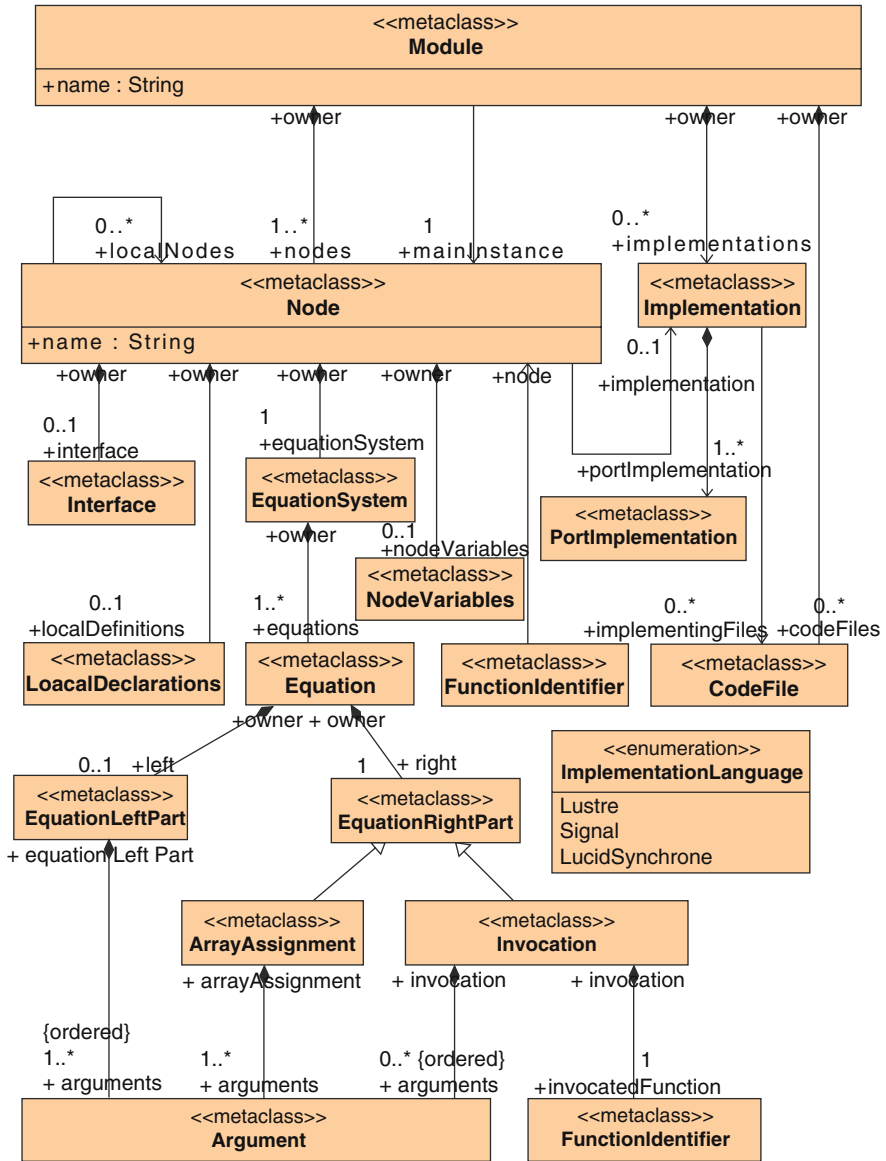 <<metaclass>>
Module
+name : String
+owner
+owner
+owner
0..*
+localNodes
1..*
+nodes
1
+mainInstance
0..*
+implementations
<<metaclass>>
Node
+name : String
<<metaclass>>
Implementation
+owner
+owner
+owner
+owner
+node
0..1
+implementation
0..1
+interface
1
+equationSystem
+portImplementation
1..*
<<metaclass>>
Interface
<<metaclass>>
EquationSystem
+owner
<<metaclass>>
PortImplementation
0..1
+nodeVariables
<<metaclass>>
NodeVariables
0..1
+localDefinitions
1..*
+equations
0..*
+implementingFiles
0..*
+codeFiles
<<metaclass>>
LoacalDeclarations
<<metaclass>>
Equation
<<metaclass>>
FunctionIdentifier
<<metaclass>>
CodeFile
+owner + owner
0..1 +left
1
+ right
<<enumeration>>
ImplementationLanguage
Lustre
Signal
LucidSynchrone
<<metaclass>>
EquationLeftPart
+ equation Left Part
<<metaclass>>
EquationRightPart
<<metaclass>>
ArrayAssignment
+ arrayAssignment
<<metaclass>>
Invocation
+ invocation
+ invocation
{ordered}
1..*
+ arguments
1..*
+ arguments
0..* {ordered}
+ arguments
1
+invocatedFunction
<<metaclass>>
Argument
<<metaclass>>
FunctionIdentifier